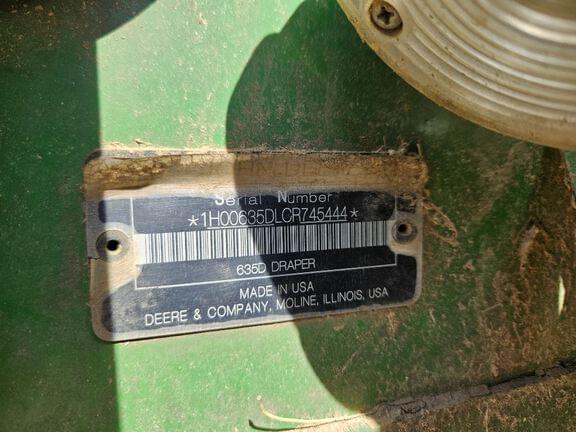 Serial Number
*1H00635DLCR745444*
635D DRAPER
MADE IN USA
DEERE & COMPANY, MOLINE, ILLINOIS, USA